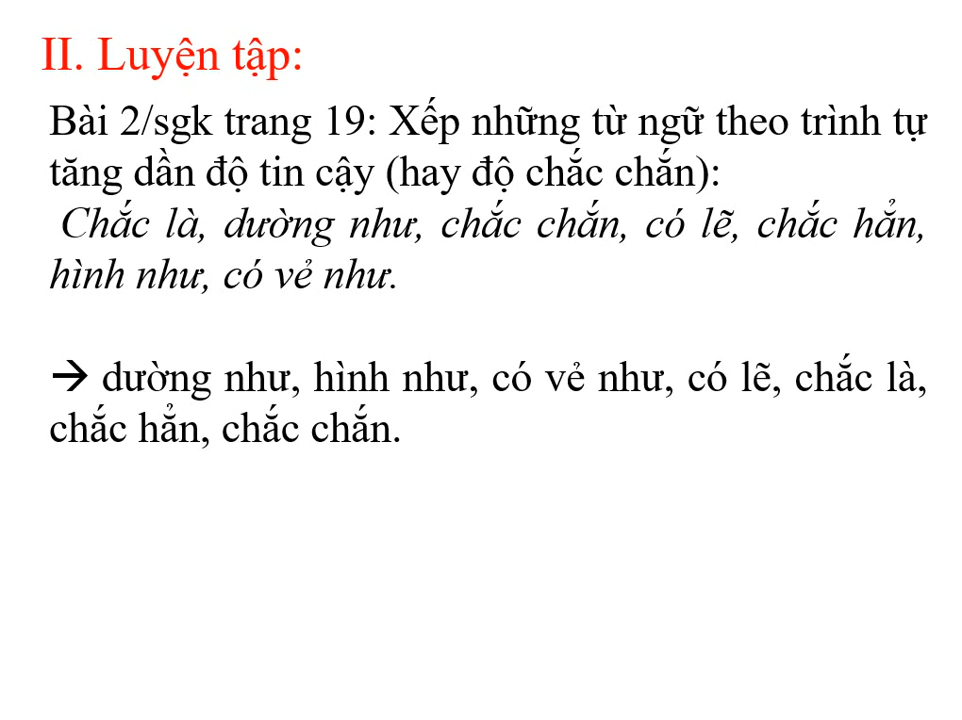 II. Luyện tập:
Bài 2/sgk trang 19: Xếp những từ ngữ theo trình tự
tăng dần độ tin cậy (hay độ chắc chắn):
Chắc là, dường như, chắc chắn, có lẽ, chắc hẳn,
hình như, có vẻ như.
→ dường như, hình như, có vẻ như, có lẽ, chắc là,
chắc hẳn, chắc chắn.